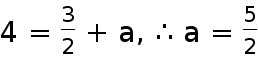 4 = 3/2 + a, ∴ a = 5/2